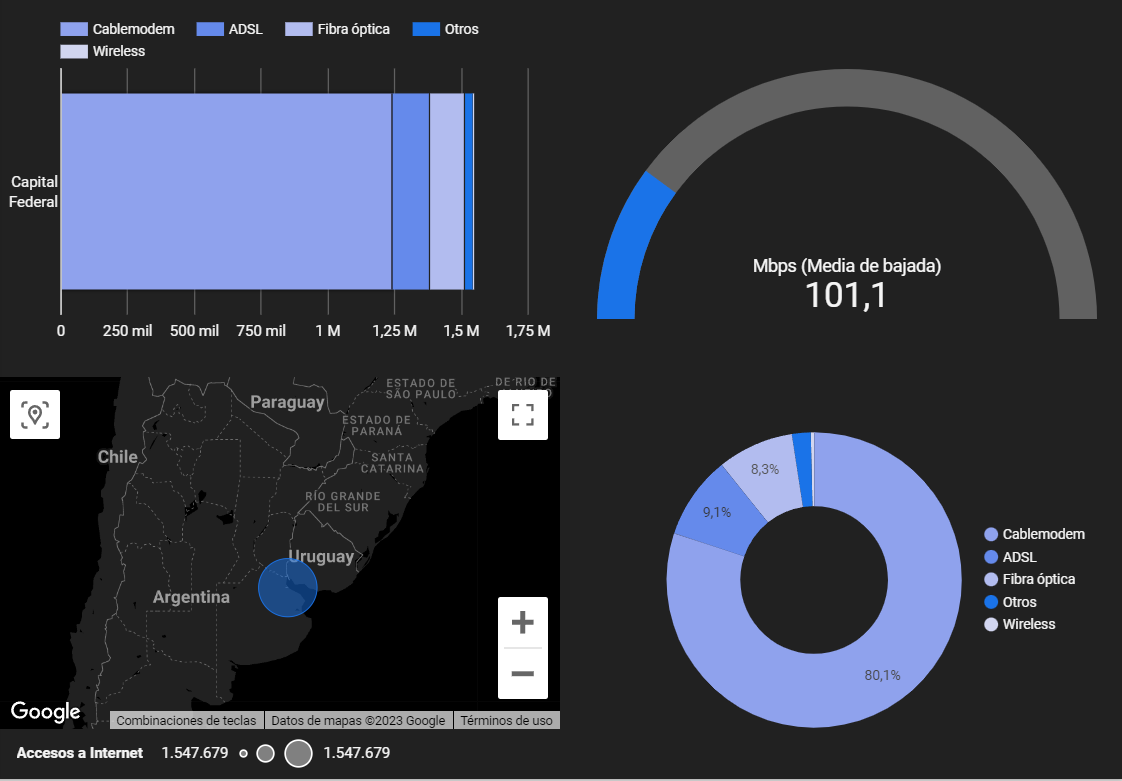 Cablemodem
ADSL
Fibra óptica
Otros
Wireless
Capital
Federal
0
250 mil
500 mil
750 mil
1 M
1,25 M
1,5 M
1,75 M
Mbps (Media de bajada)
101,1
ESTADO DE
SÃO PAULO
DE RIO DE
Paraguay
ESTADO DE
PARANÁ
Chile
SANTA
CATARINA
RIO GRANDE
DEL SUR
Uruguay
Argentina
Google
Combinaciones de teclas
Datos de mapas ©2023 Google
Términos de uso
Accesos a Internet
1.547.679
1.547.679
8,3%
9,1%
80,1%
Cablemodem
ADSL
Fibra óptica
Otros
Wireless